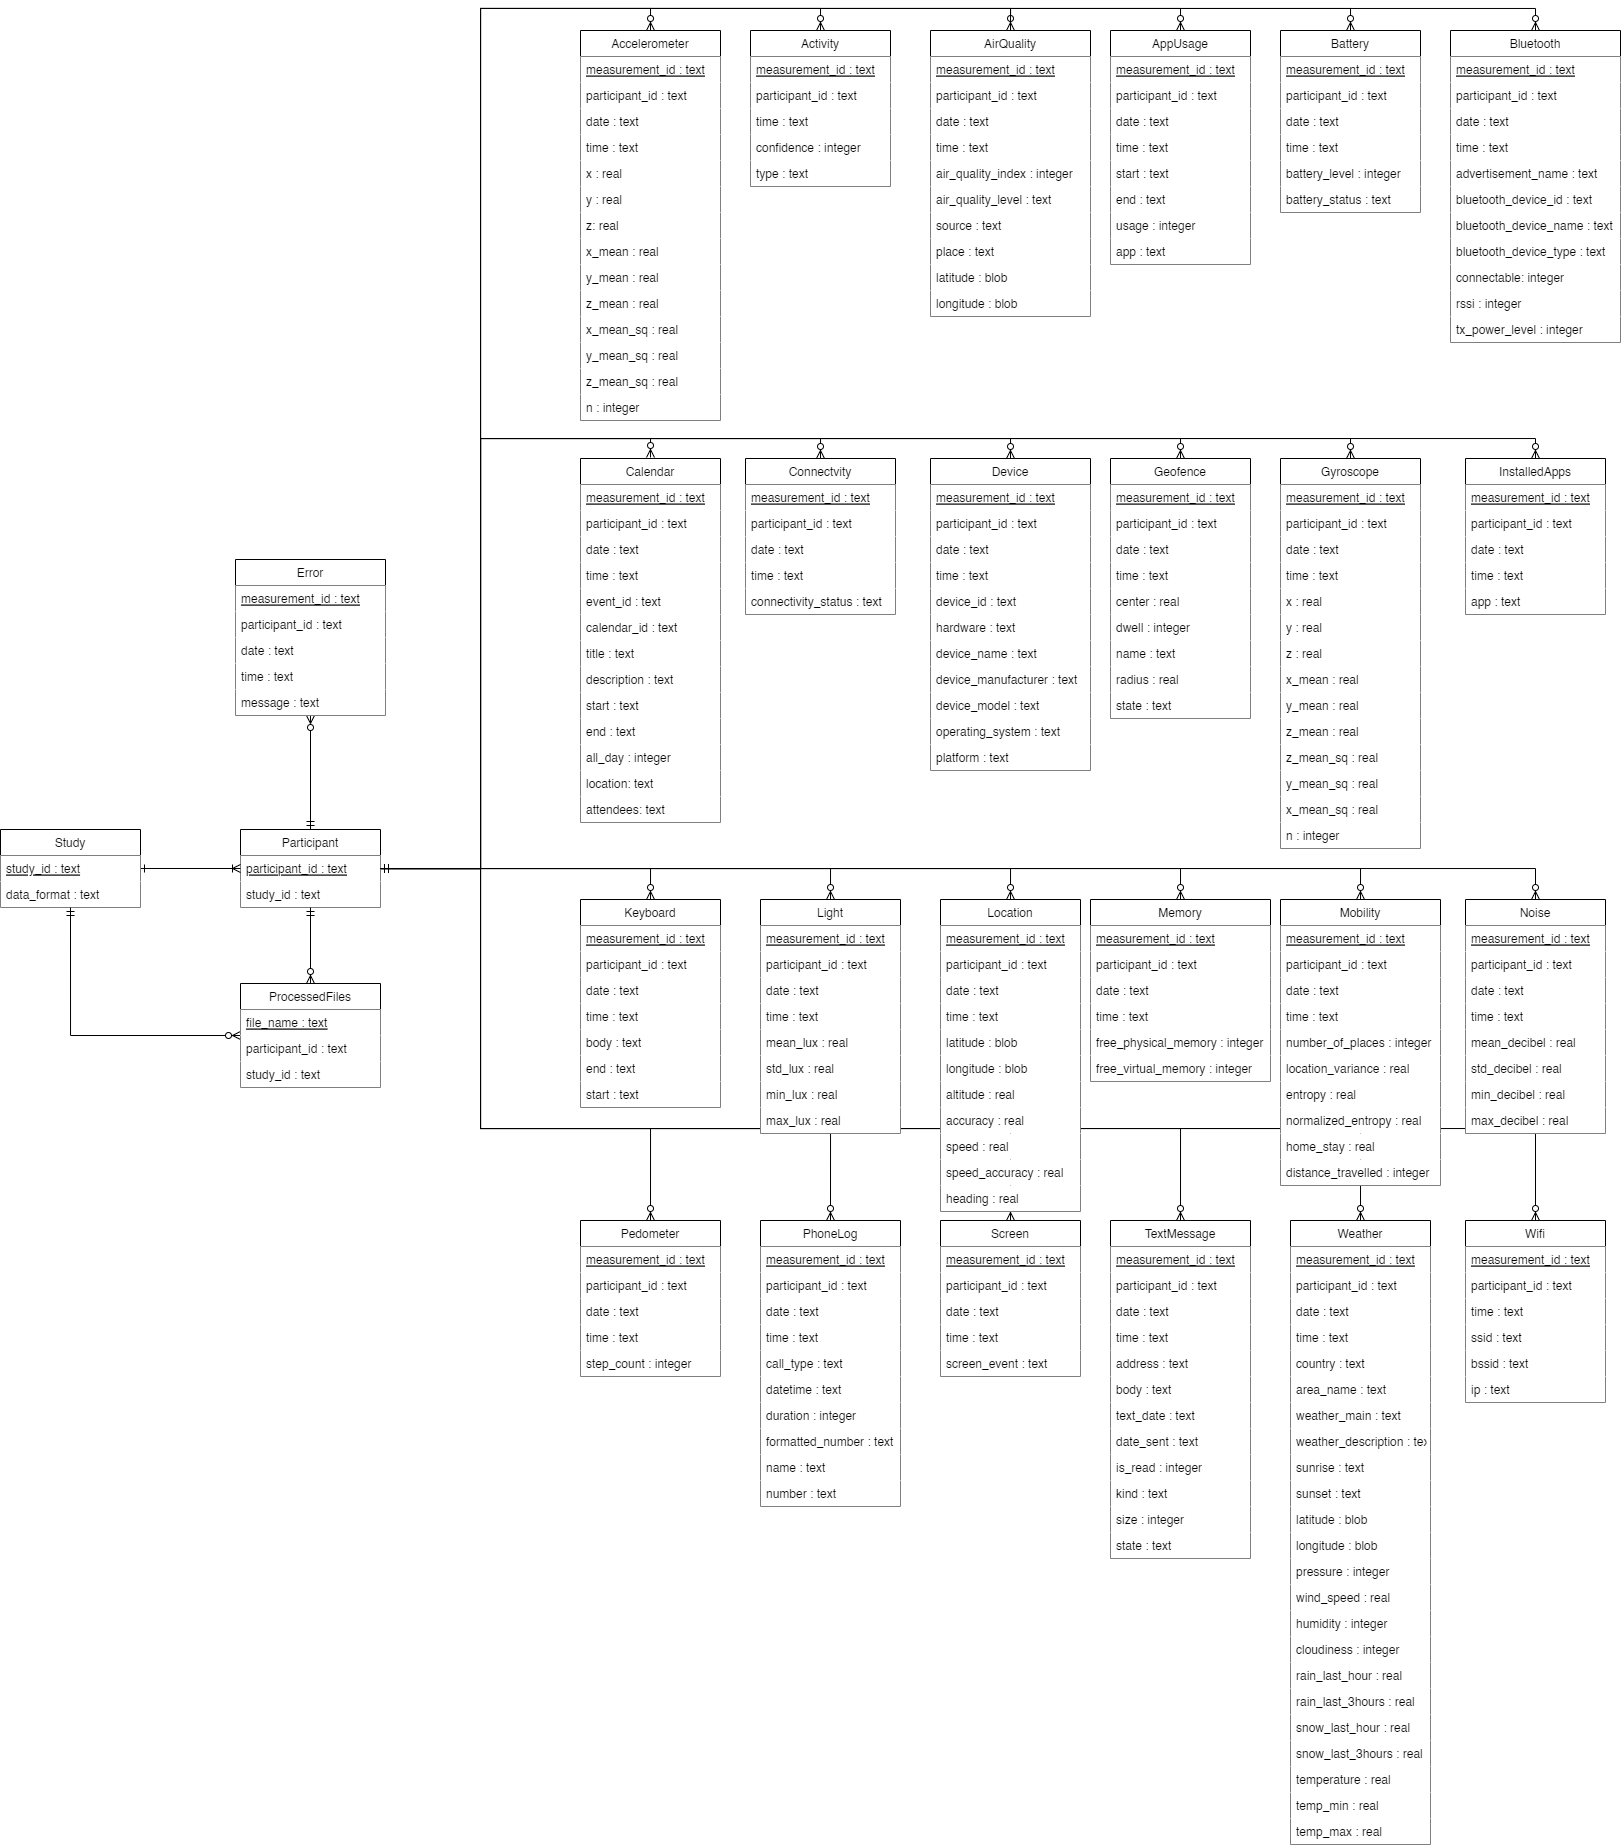 Accelerometer
measurement_id : text
participant_id : text
date : text
time : text
x : real
y : real
z: real
x_mean : real
y_mean : real
z_mean : real
x_mean_sq : real
y_mean_sq : real
z_mean_sq : real
n : integer
Activity
measurement_id : text
participant_id : text
time : text
confidence : integer
type : text
AirQuality
measurement_id : text
participant_id : text
date : text
time : text
air_quality_index : integer
air_quality_level : text
source : text
place : text
latitude : blob
longitude : blob
AppUsage
measurement_id : text
participant_id : text
date : text
time : text
start : text
end : text
usage : integer
app : text
Battery
measurement_id : text
participant_id : text
date : text
time : text
battery_level : integer
battery_status : text
Bluetooth
measurement_id : text
participant_id : text
date : text
time : text
advertisement_name : text
bluetooth_device_id : text
bluetooth_device_name : text
bluetooth_device_type : text
connectable: integer
rssi : integer
tx_power_level : integer
Calendar
measurement_id : text
participant_id : text
date : text
time : text
event_id : text
calendar_id : text
title : text
description : text
start : text
end : text
all_day : integer
location: text
attendees: text
Connectvity
measurement_id : text
participant_id : text
date : text
time : text
connectivity_status : text
Device
measurement_id : text
participant_id : text
date : text
time : text
device_id : text
hardware : text
device_name : text
device_manufacturer : text
device_model : text
operating_system : text
platform : text
Geofence
measurement_id : text
participant_id : text
date : text
time : text
center : real
dwell : integer
name : text
radius : real
state : text
Gyroscope
measurement_id : text
participant_id : text
date : text
time : text
x : real
y : real
z : real
x_mean : real
y_mean : real
z_mean : real
z_mean_sq : real
y_mean_sq : real
x_mean_sq : real
n : integer
InstalledApps
measurement_id : text
participant_id : text
date : text
time : text
app : text
Error
measurement_id : text
participant_id : text
date : text
time : text
message : text
Study
study_id : text
data_format : text
Participant
participant_id : text
study_id : text
ProcessedFiles
file_name : text
participant_id : text
study_id : text
Keyboard
measurement_id : text
participant_id : text
date : text
time : text
body : text
end : text
start : text
Light
measurement_id : text
participant_id : text
date : text
time : text
mean_lux : real
std_lux : real
min_lux : real
max_lux : real
Location
measurement_id : text
participant_id : text
date : text
time : text
latitude : blob
longitude : blob
altitude : real
accuracy : real
speed : real
speed_accuracy : real
heading : real
Memory
measurement_id : text
participant_id : text
date : text
time : text
free_physical_memory : integer
free_virtual_memory : integer
Mobility
measurement_id : text
participant_id : text
date : text
time : text
number_of_places : integer
location_variance : real
entropy : real
normalized_entropy : real
home_stay : real
distance_travelled : integer
Noise
measurement_id : text
participant_id : text
date : text
time : text
mean_decibel : real
std_decibel : real
min_decibel : real
max_decibel : real
Pedometer
measurement_id : text
participant_id : text
date : text
time : text
step_count : integer
PhoneLog
measurement_id : text
participant_id : text
date : text
time : text
call_type : text
datetime : text
duration : integer
formatted_number : text
name : text
number : text
Screen
measurement_id : text
participant_id : text
date : text
time : text
screen_event : text
TextMessage
measurement_id : text
participant_id : text
date : text
time : text
address : text
body : text
text_date : text
date_sent : text
is_read : integer
kind : text
size : integer
state : text
Weather
measurement_id : text
participant_id : text
date : text
time : text
country : text
area_name : text
weather_main : text
weather_description :
sunrise : text
sunset : text
latitude : blob
longitude : blob
pressure : integer
wind_speed : real
humidity : integer
cloudiness : integer
rain_last_hour : real
rain_last_3hours : real
snow_last_hour : real
snow_last_3hours : real
temperature : real
temp_min : real
temp_max : real
Wifi
measurement_id : text
participant_id : text
time : text
ssid : text
bssid : text
ip : text